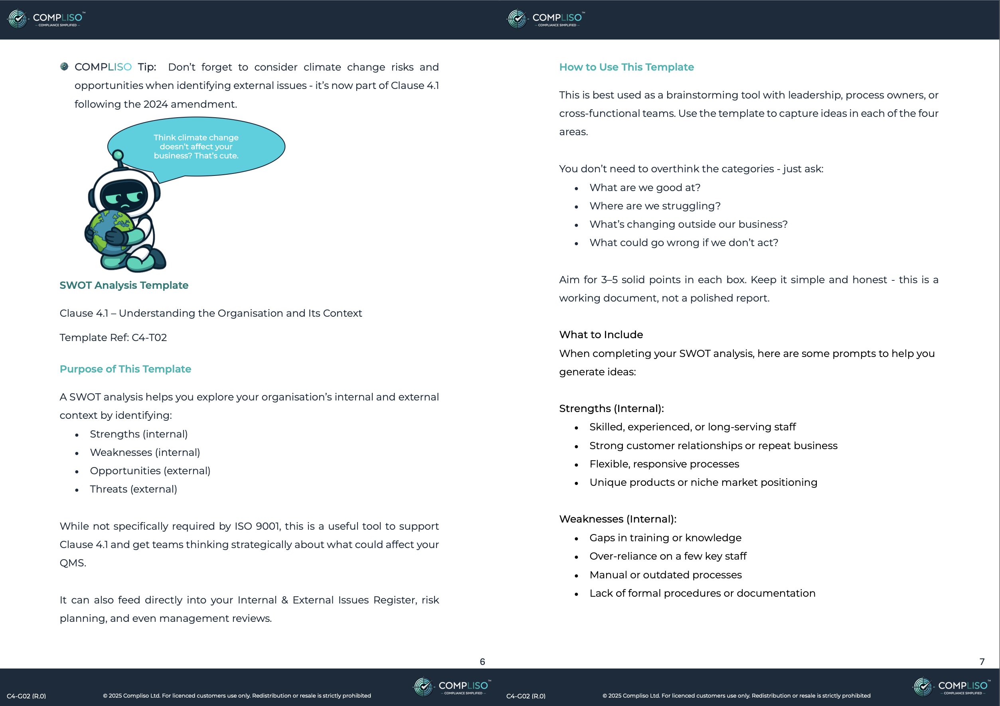 COMPLISO™
– COMPLIANCE SIMPLIFIED –
COMPLISO Tip: Don’t forget to consider climate change risks and
opportunities when identifying external issues - it’s now part of Clause 4.1
following the 2024 amendment.
Think climate change
doesn’t affect your
business? That’s cute.
SWOT Analysis Template
Clause 4.1 – Understanding the Organisation and Its Context
Template Ref: C4-T02
Purpose of This Template
A SWOT analysis helps you explore your organisation’s internal and external
context by identifying:
• Strengths (internal)
• Weaknesses (internal)
• Opportunities (external)
• Threats (external)
While not specifically required by ISO 9001, this is a useful tool to support
Clause 4.1 and get teams thinking strategically about what could affect your
QMS.
It can also feed directly into your Internal & External Issues Register, risk
planning, and even management reviews.
6
C4-G02 (R.0)
© 2025 Compliso Ltd. For licenced customers use only. Redistribution or resale is strictly prohibited
COMPLISO™
– COMPLIANCE SIMPLIFIED –
COMPLISO™
– COMPLIANCE SIMPLIFIED –
How to Use This Template
This is best used as a brainstorming tool with leadership, process owners, or
cross-functional teams. Use the template to capture ideas in each of the four
areas.
You don’t need to overthink the categories - just ask:
• What are we good at?
• Where are we struggling?
• What’s changing outside our business?
• What could go wrong if we don’t act?
Aim for 3–5 solid points in each box. Keep it simple and honest - this is a
working document, not a polished report.
What to Include
When completing your SWOT analysis, here are some prompts to help you
generate ideas:
Strengths (Internal):
• Skilled, experienced, or long-serving staff
• Strong customer relationships or repeat business
• Flexible, responsive processes
• Unique products or niche market positioning
Weaknesses (Internal):
• Gaps in training or knowledge
• Over-reliance on a few key staff
• Manual or outdated processes
• Lack of formal procedures or documentation
7
C4-G02 (R.0)
© 2025 Compliso Ltd. For licenced customers use only. Redistribution or resale is strictly prohibited
COMPLISO™
– COMPLIANCE SIMPLIFIED –